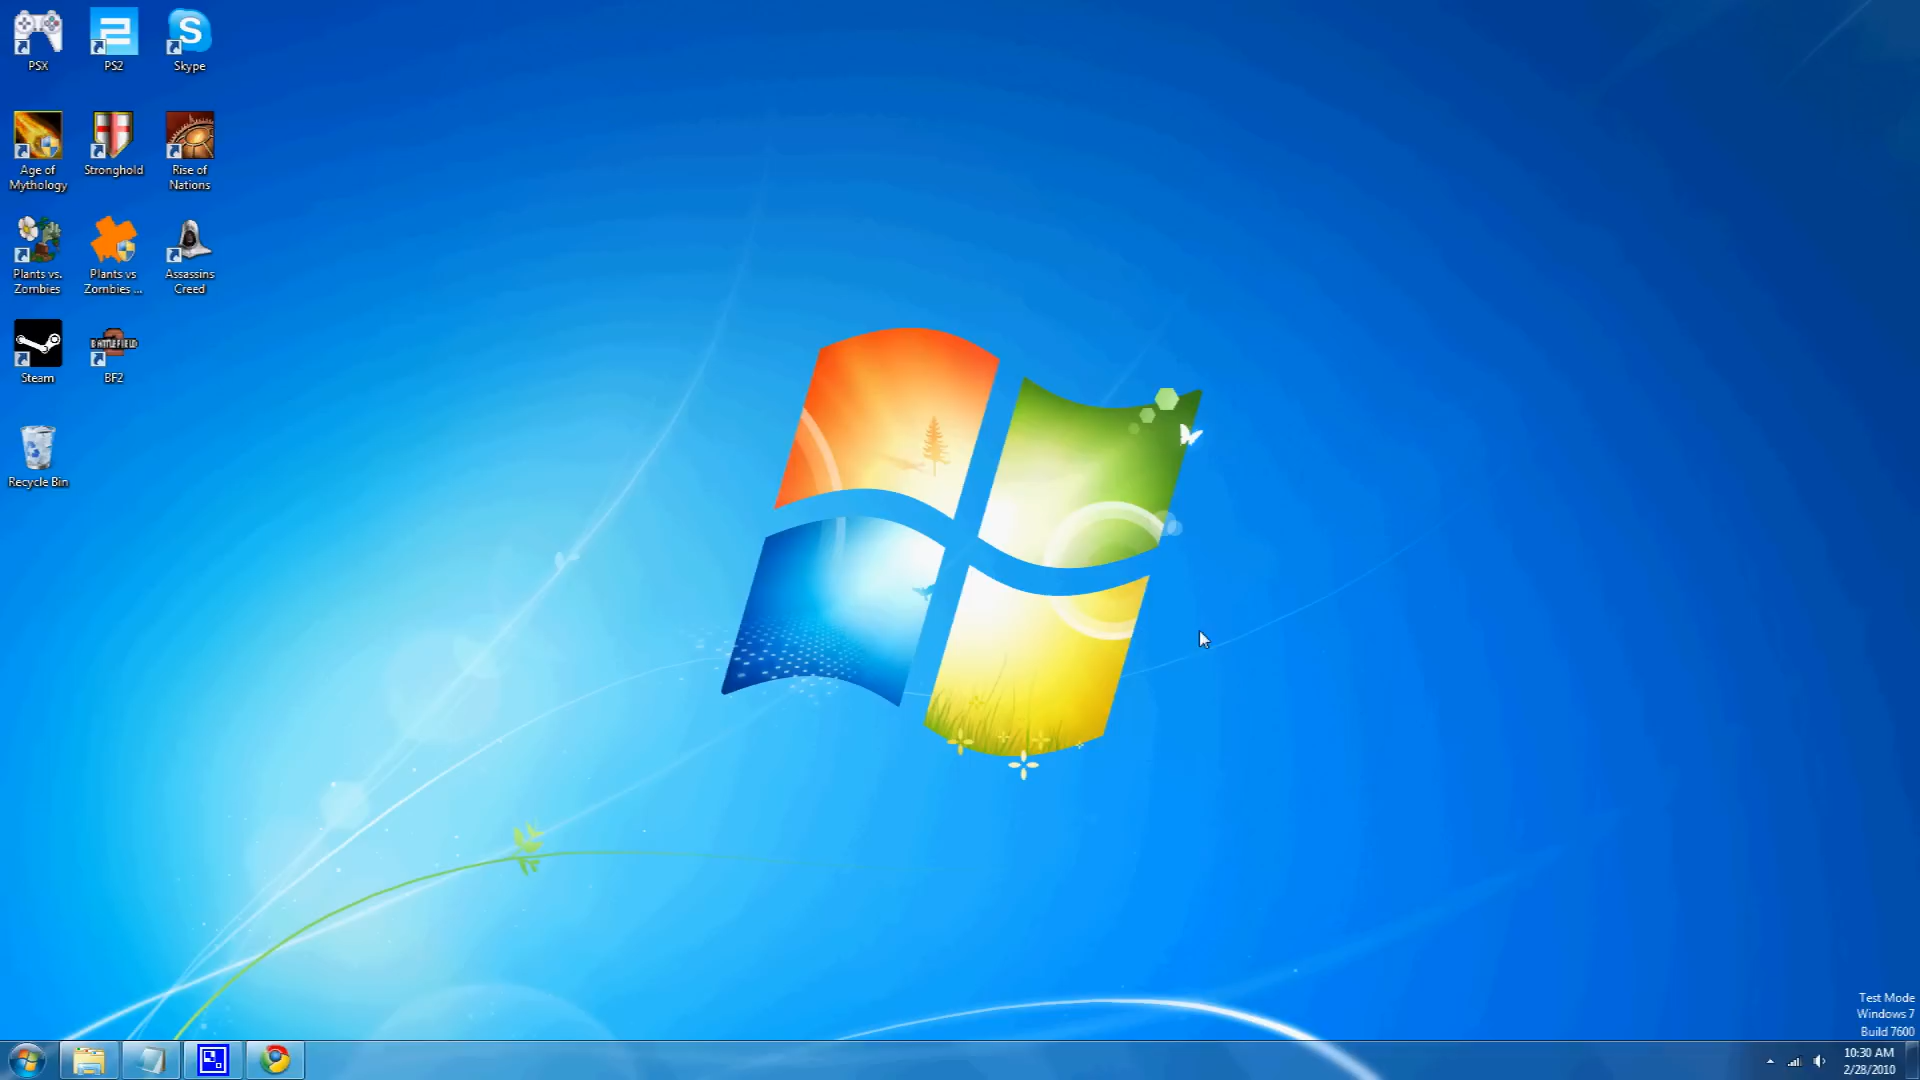 PSX
PS2
Skype
Age of
Mythology
Stronghold
Rise of
Nations
Plants vs.
Zombies
Plants vs
Zombies ...
Assassins
Creed
Steam
BATTLEFIELD
BF2
Recycle Bin
Test Mode
Windows 7
Build 7600
10:30 AM
2/28/2010